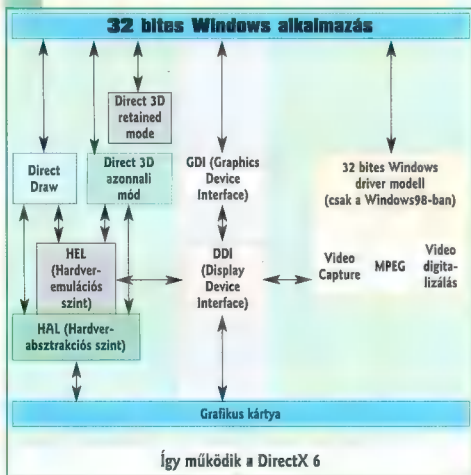 32 bites Windows alkalmazás
Direct 3D
retained
mode
Direct
Draw
Direct 3D
azonnali
mód
GDI (Graphics
Device
Interface)
32 bites Windows
driver modell
(csak a Windows98-ban)
HEL
(Hardver-
emulációs
szint)
DDI
(Display
Device
Interface)
Video
Capture
MPEG
Video
digita-
lizálás
HAL (Hardver-
absztrakciós szint)
Grafikus kártya
Így működik a DirectX 6